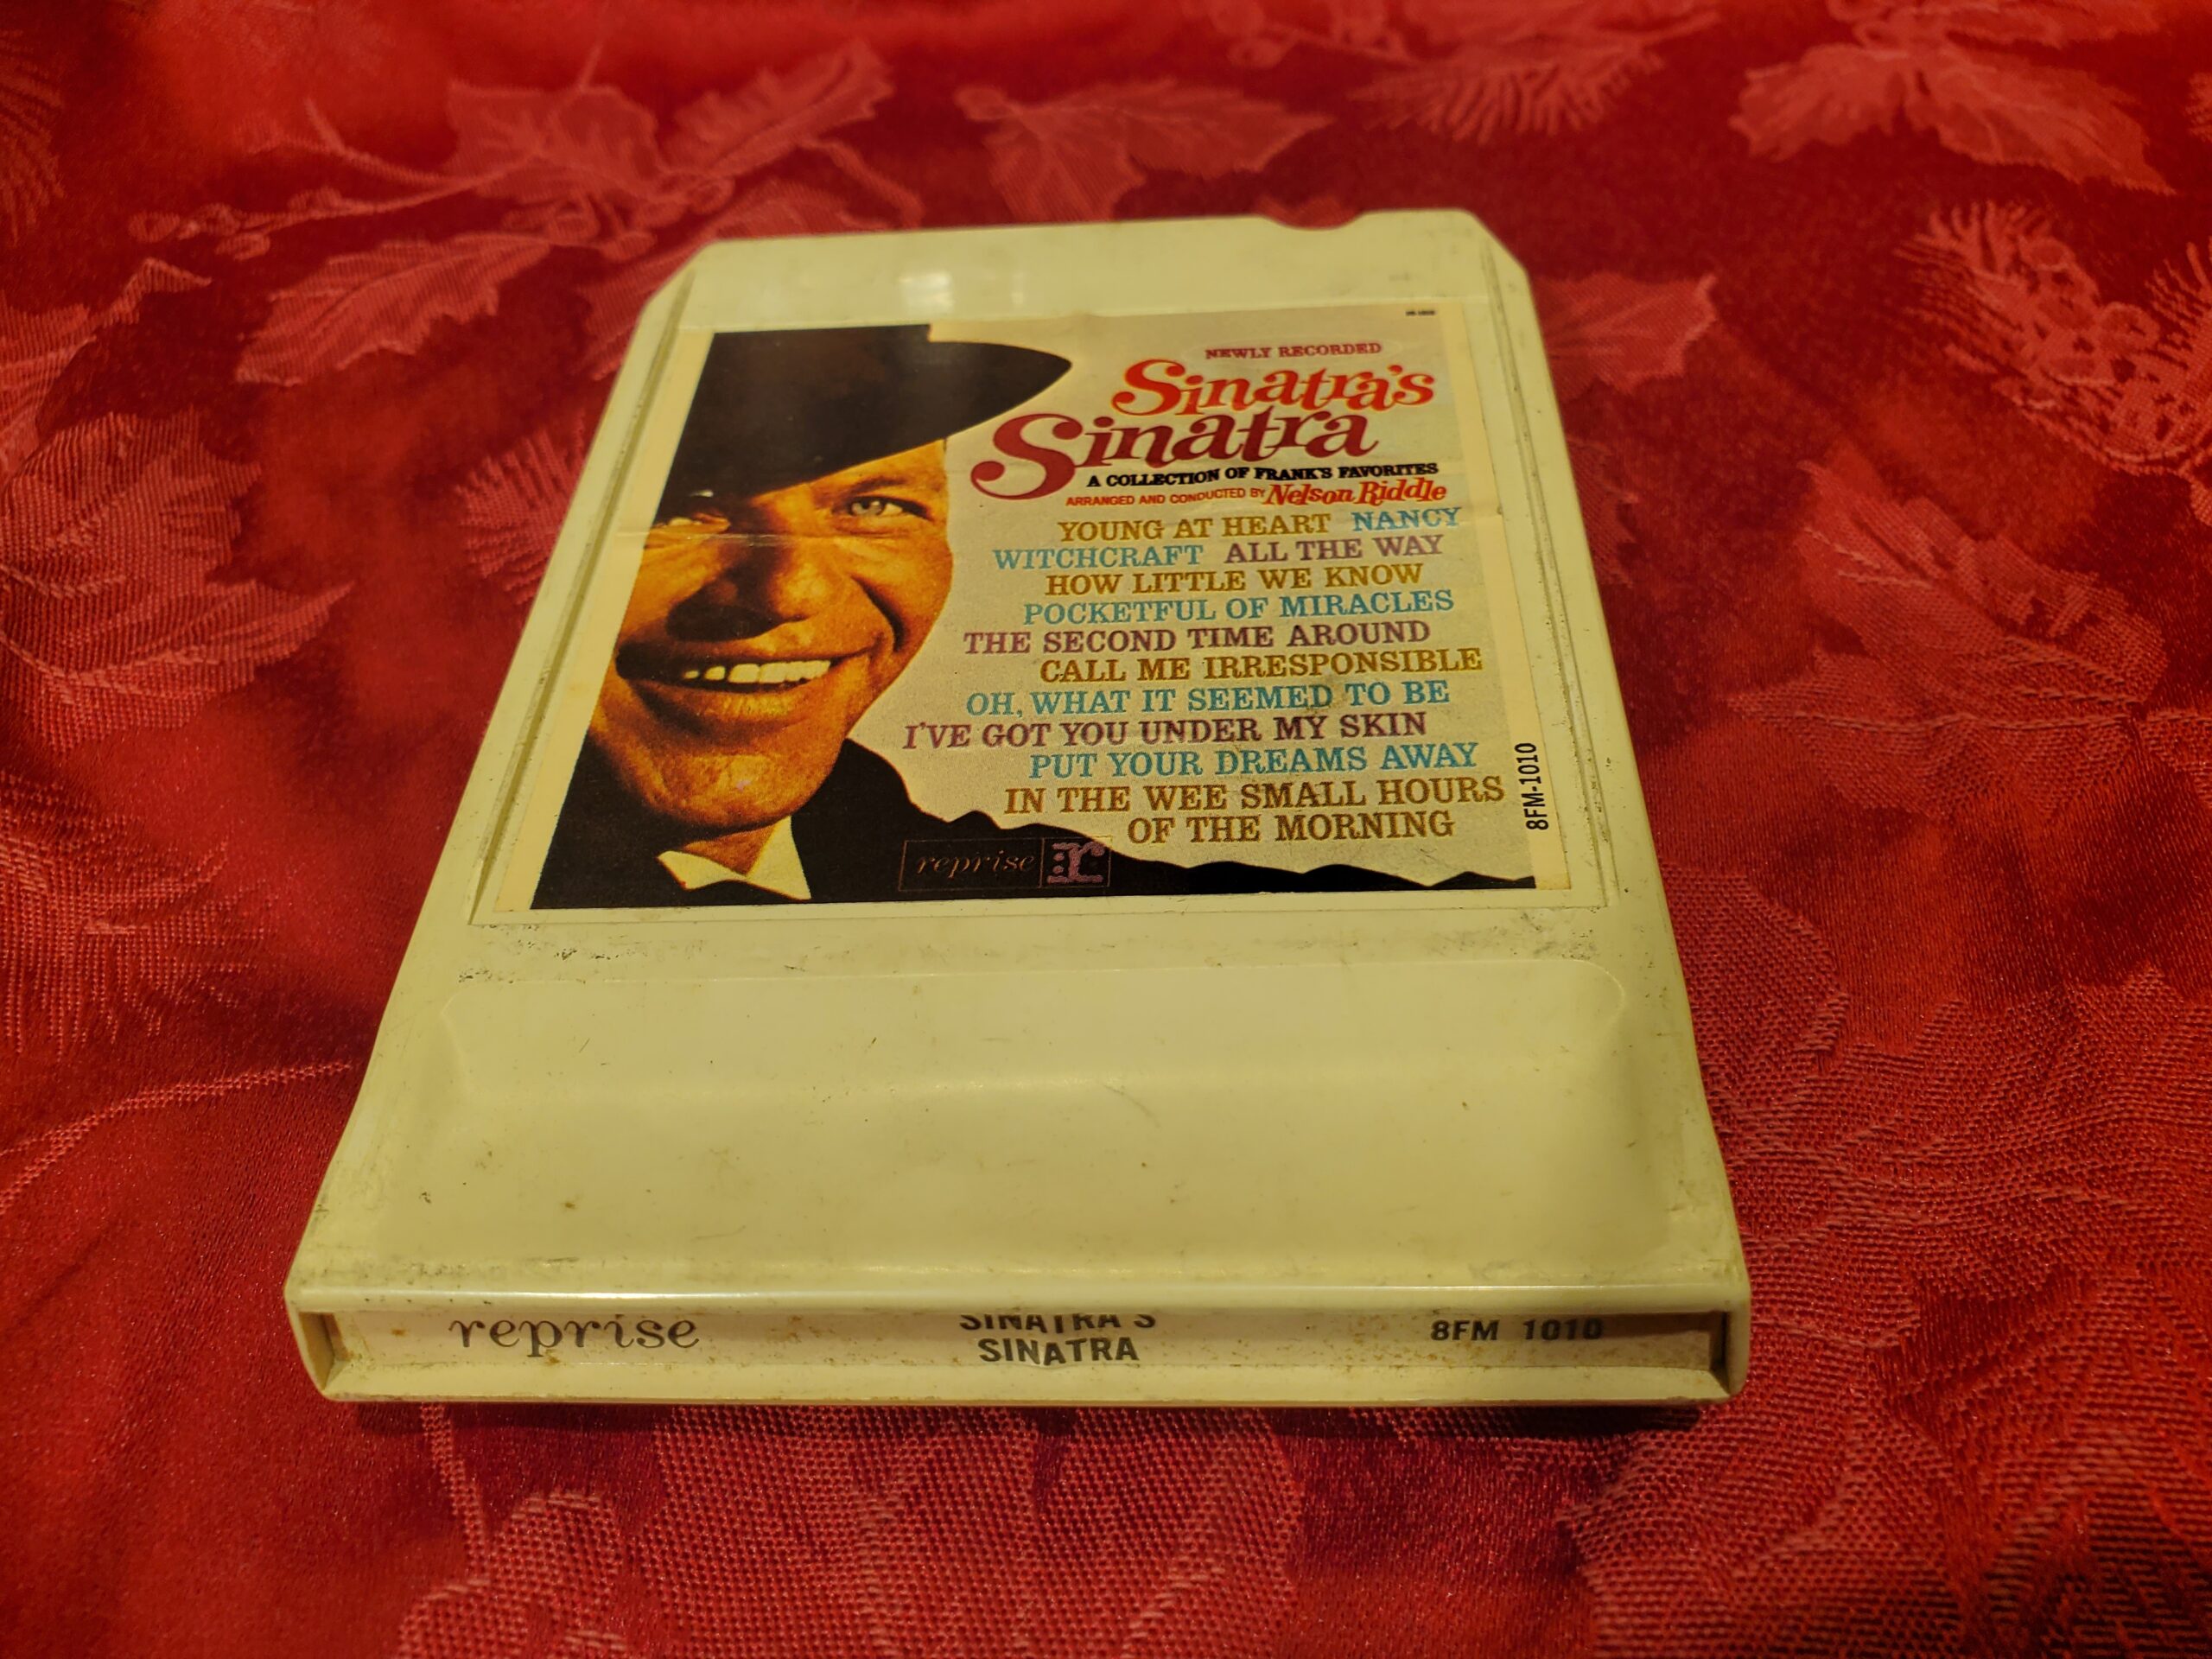 NEWLY RECORDED
Sinatra's
Sinatra
A COLLECTION OF FRANK'S FAVORITES
ARRANGED AND CONDUCTED BY Nelson Riddle
YOUNG AT HEART NANCY
WITCHCRAFT ALL THE WAY
HOW LITTLE WE KNOW
POCKETFUL OF MIRACLES
THE SECOND TIME AROUND
CALL ME IRRESPONSIBLE
OH, WHAT IT SEEMED TO BE
I'VE GOT YOU UNDER MY SKIN
PUT YOUR DREAMS AWAY
IN THE WEE SMALL HOURS
OF THE MORNING
reprise r
8FM-1010
reprise
SINATRA'S
SINATRA
8FM 1010